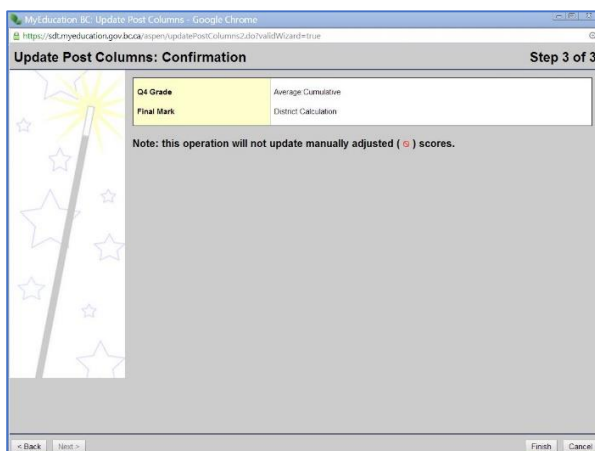 MyEducation BC: Update Post Columns - Google Chrome
https://sdt.myeducation.gov.bc.ca/aspen/updatePostColumns2.do?validWizard=true
Update Post Columns: Confirmation Step 3 of 3
Q4 Grade Average Cumulative
Final Mark District Calculation
Note: this operation will not update manually adjusted ( ) scores.
< Back Next > Finish Cancel